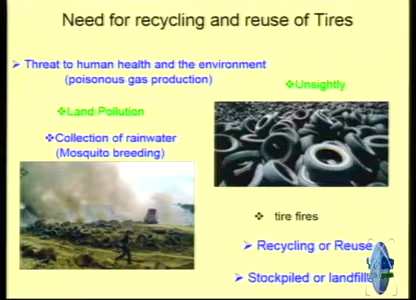 Need for recycling and reuse of Tires
Threat to human health and the environment
(poisonous gas production)
Unsightly
Land Pollution
Collection of rainwater
(Mosquito breeding)
tire fires
Recycling or Reuse
Stockpiled or landfill